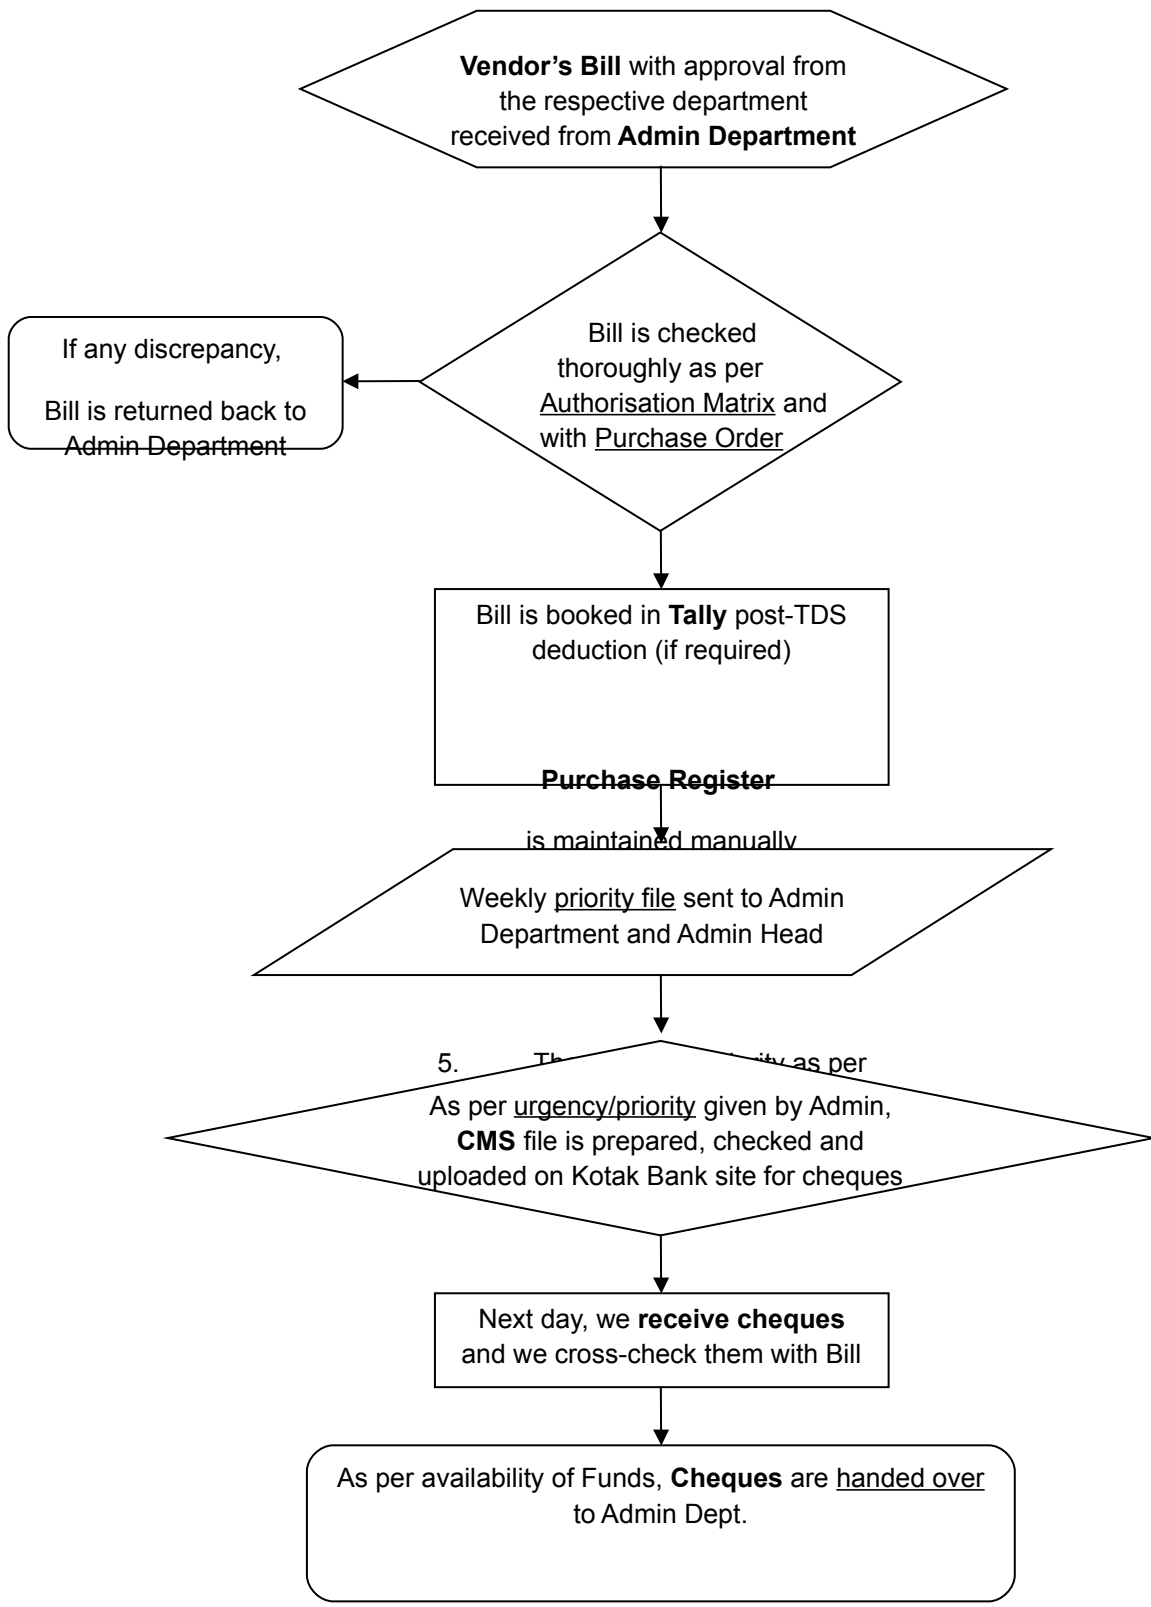 Vendor’s Bill with approval from
the respective department
received from Admin Department
Bill is checked
thoroughly as per
Authorisation Matrix and
with Purchase Order
If any discrepancy,
Bill is returned back to
Admin Department
Bill is booked in Tally post-TDS
deduction (if required)
Purchase Register
is maintained manually
Weekly priority file sent to Admin
Department and Admin Head
5. as per
As per urgency/priority given by Admin,
CMS file is prepared, checked and
uploaded on Kotak Bank site for cheques
Next day, we receive cheques
and we cross-check them with Bill
As per availability of Funds, Cheques are handed over
to Admin Dept.